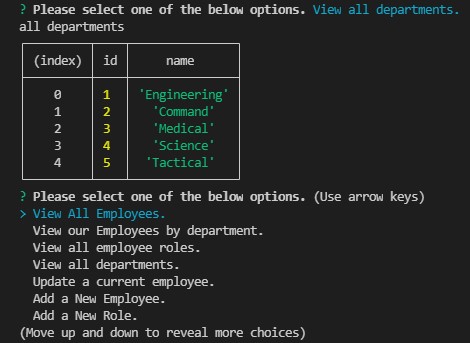 ? Please select one of the below options. View all departments.
all departments
(index) id name
0 1 'Engineering'
1 2 'Command'
2 3 'Medical'
3 4 'Science'
4 5 'Tactical'
? Please select one of the below options. (Use arrow keys)
> View All Employees.
View our Employees by department.
View all employee roles.
View all departments.
Update a current employee.
Add a New Employee.
Add a New Role.
(Move up and down to reveal more choices)